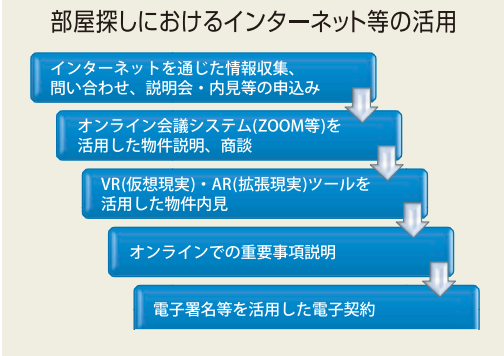 部屋探しにおけるインターネット等の活用
インターネットを通じた情報収集、
問い合わせ、説明会・内見等の申込み
オンライン会議システム(ZOOM等)を
活用した物件説明、商談
VR(仮想現実)・AR(拡張現実)ツールを
活用した物件内見
オンラインでの重要事項説明
電子署名等を活用した電子契約